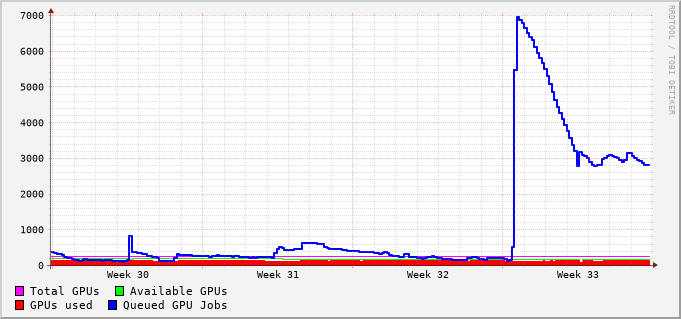 7000
6000
5000
4000
3000
2000
1000
0
Week 30 Week 31 Week 32 Week 33
Total GPUs Available GPUs
GPUs used Queued GPU Jobs
RRDTOOL / TOBI OETIKER